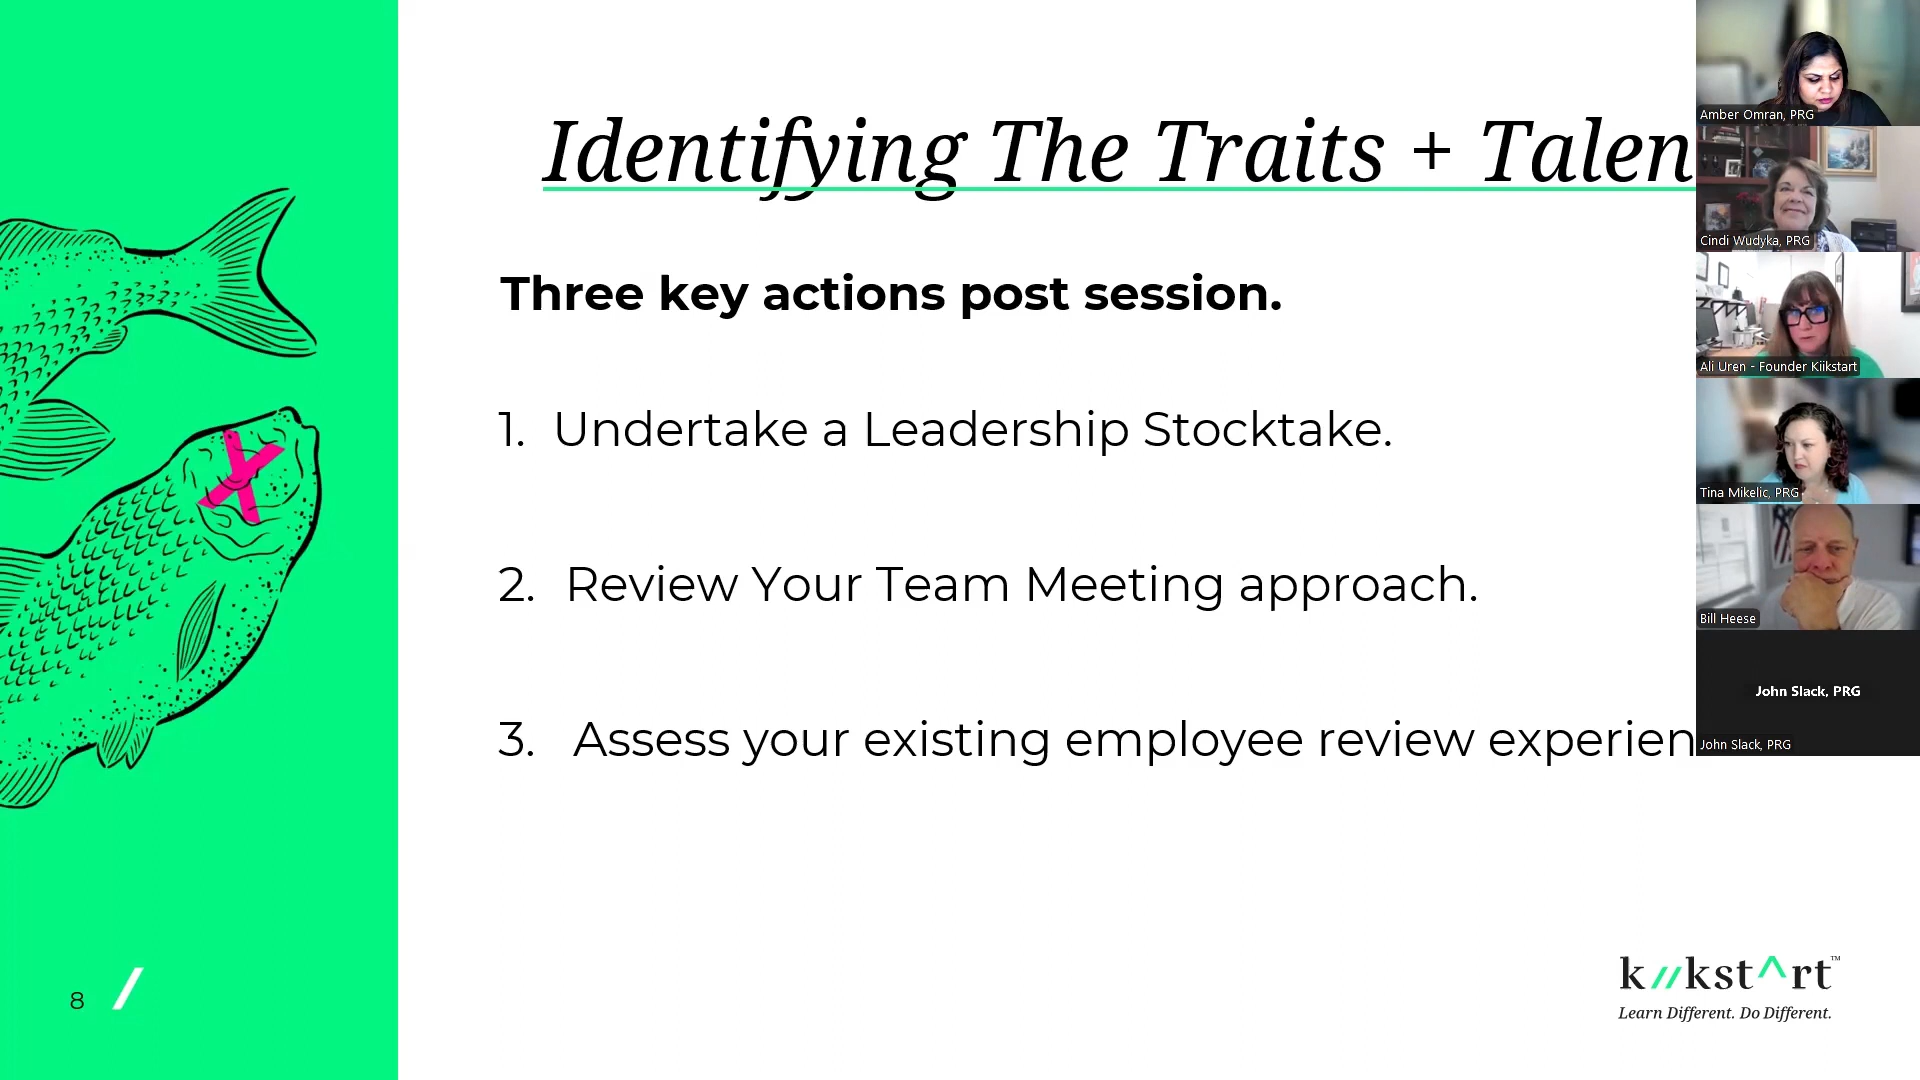 Identifying The Traits + Talen
Three key actions post session.
1. Undertake a Leadership Stocktake.
2. Review Your Team Meeting approach.
3. Assess your existing employee review experien
8
kiikstart™
Learn Different. Do Different.
Amber Omran, PRG
Cindi Wudyka, PRG
Ali Uren - Founder Kiikstart
Tina Mikelic, PRG
Bill Heese
John Slack, PRG
John Slack, PRG